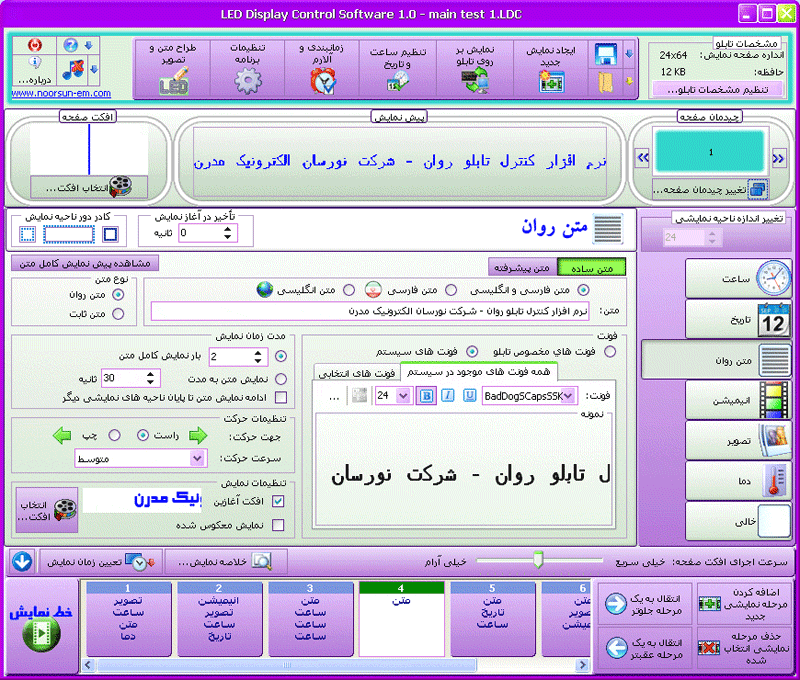 LED Display Control Software 1.0 - main test 1.LDC
مشخصات تابلو
اندازه صفحه نمایش: 24x64
حافظه: 12 KB
تنظیم مشخصات تابلو...
ایجاد نمایش جدید
نمایش بر روی تابلو
تنظیم ساعت و تاریخ
زمانبندی و آلارم
تنظیمات برنامه
طراح متن و تصویر
LED
درباره...
www.noorsun-em.com
چیدمان صفحه
1
تغییر چیدمان صفحه...
پیش نمایش
نرم افزار کنترل تابلو روان - شرکت نورسان الکترونیک مدرن
افکت صفحه
انتخاب افکت...
تغییر اندازه ناحیه نمایشی
24
ساعت
تاریخ
12
متن روان
انیمیشن
تصویر
دما
خالی
متن روان
تأخیر در آغاز نمایش
0 ثانیه
کادر دور ناحیه نمایش
متن ساده
متن پیشرفته
مشاهده پیش نمایش کامل متن
متن فارسی و انگلیسی
متن فارسی
متن انگلیسی
متن: نرم افزار کنترل تابلو روان - شرکت نورسان الکترونیک مدرن
نوع متن
متن روان
متن ثابت
فونت
فونت های مخصوص تابلو
فونت های سیستم
همه فونت های موجود در سیستم
فونت های انتخابی
فونت: BadDog5Caps5SK
U I B 24 ...
نمونه
ل تابلو روان - شرکت نورسان
مدت زمان نمایش
2 بار نمایش کامل متن
نمایش متن به مدت 30 ثانیه
ادامه نمایش متن تا پایان ناحیه های نمایشی دیگر
تنظیمات حرکت
جهت حرکت: راست چپ
سرعت حرکت: متوسط
تنظیمات نمایش
افکت آغازین
ونیک مدرن
انتخاب افکت...
نمایش معکوس شده
سرعت اجرای افکت صفحه: خیلی سریع
خیلی آرام
خلاصه نمایش...
تعیین زمان نمایش
اضافه کردن مرحله نمایشی جدید
انتقال به یک مرحله جلوتر
حذف مرحله نمایشی انتخاب شده
انتقال به یک مرحله عقبتر
خط نمایش
1
تصویر
ساعت
متن
دما
2
انیمیشن
تصویر
ساعت
تاریخ
3
متن
ساعت
ساعت
ساعت
4
متن
5
متن
تاریخ
ساعت
6
متن